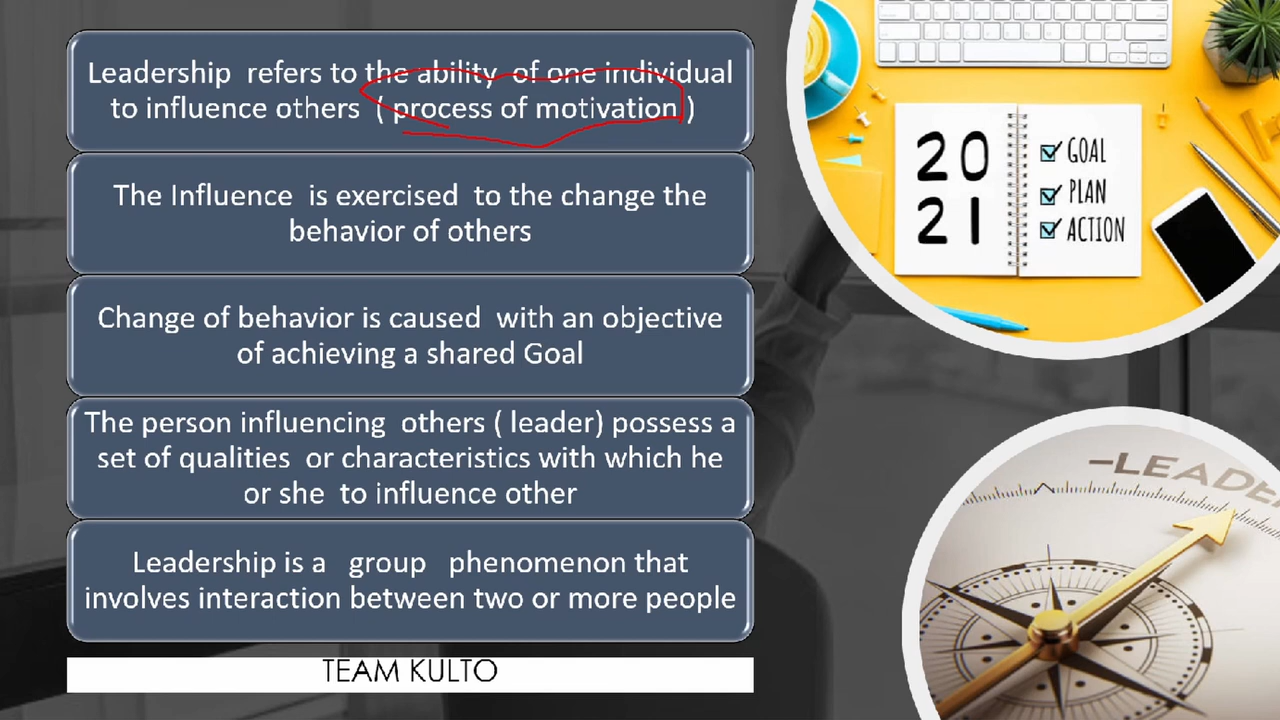 Leadership refers to the ability of one individual
to influence others ( process of motivation )
The Influence is exercised to the change the
behavior of others
Change of behavior is caused with an objective
of achieving a shared Goal
The person influencing others ( leader) possess a
set of qualities or characteristics with which he
or she to influence other
Leadership is a group phenomenon that
involves interaction between two or more people
TEAM KULTO
20
21
GOAL
PLAN
ACTION